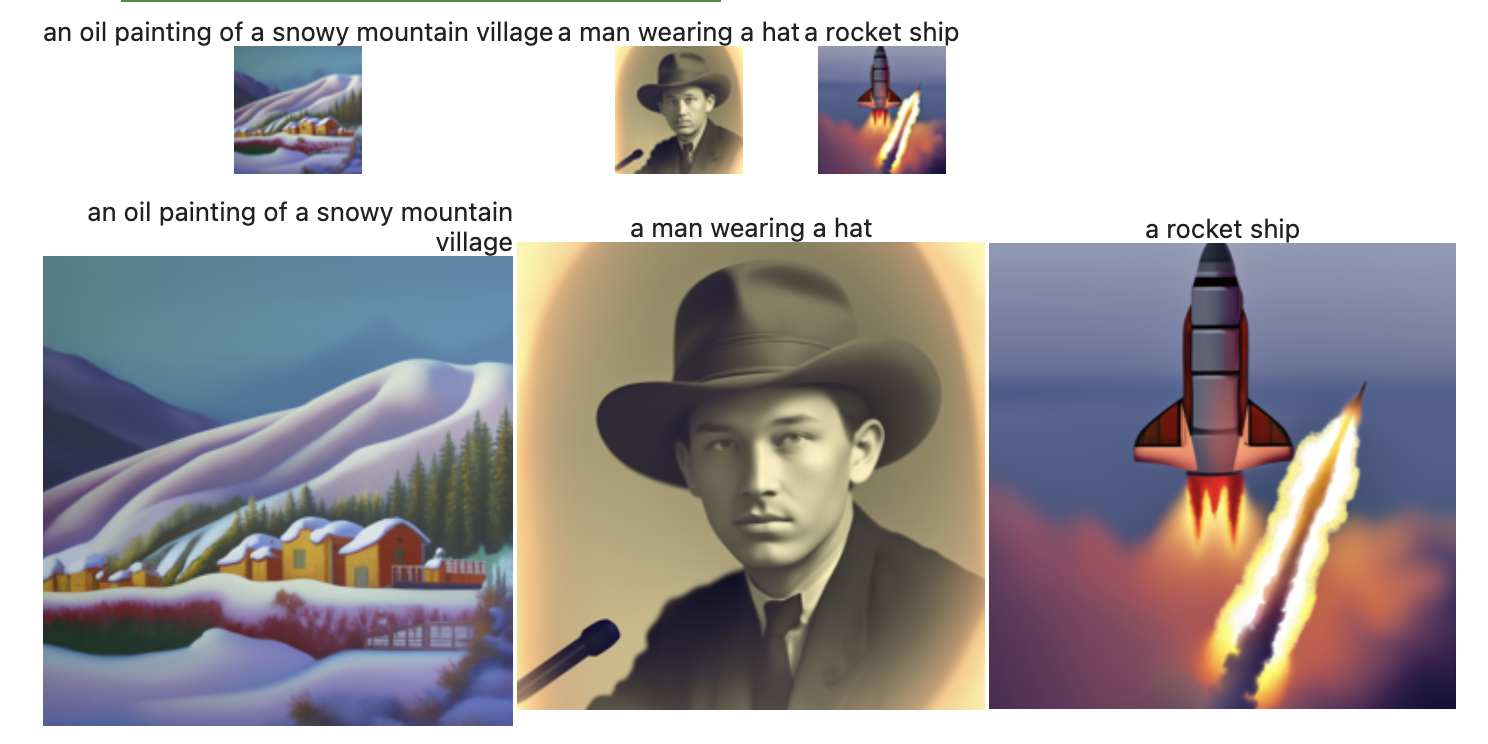 an oil painting of a snowy mountain village a man wearing a hat a rocket ship
an oil painting of a snowy mountain
village
a man wearing a hat
a rocket ship